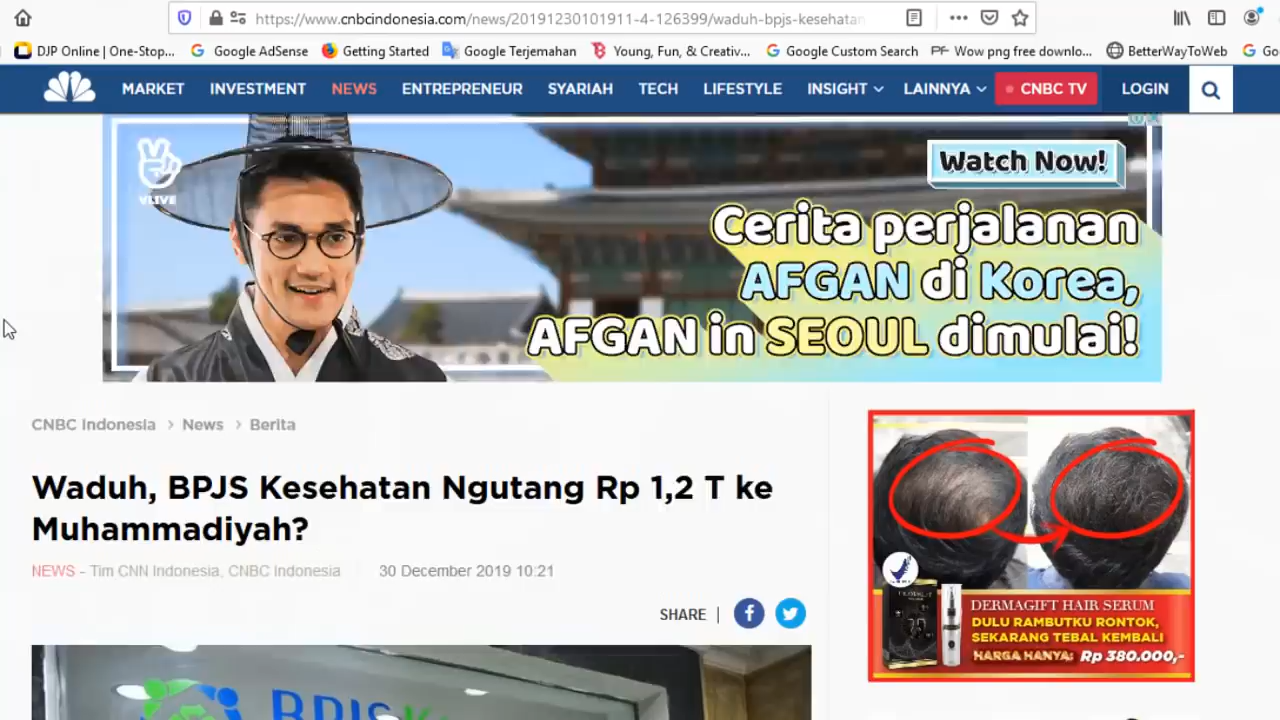 https://www.cnbcindonesia.com/news/20191230101911-4-126399/waduh-bpjs-kesehatan
DJP Online | One-Stop... Google AdSense Getting Started Google Terjemahan Young, Fun, & Creativ... Google Custom Search Wow png free downlo... BetterWayToWeb Go
MARKET INVESTMENT NEWS ENTREPRENEUR SYARIAH TECH LIFESTYLE INSIGHT LAINNYA CNBC TV LOGIN
VLIVE
Watch Now!
Cerita perjalanan
AFGAN di Korea,
AFGAN in SEOUL dimulai!
CNBC Indonesia > News > Berita
Waduh, BPJS Kesehatan Ngutang Rp 1,2 T ke
Muhammadiyah?
NEWS - Tim CNN Indonesia, CNBC Indonesia 30 December 2019 10:21
SHARE |
DERMAGIFT HAIR SERUM
DULU RAMBUTKU RONTOK,
SEKARANG TEBAL KEMBALI
HARGA HANYA: Rp 380.000,-